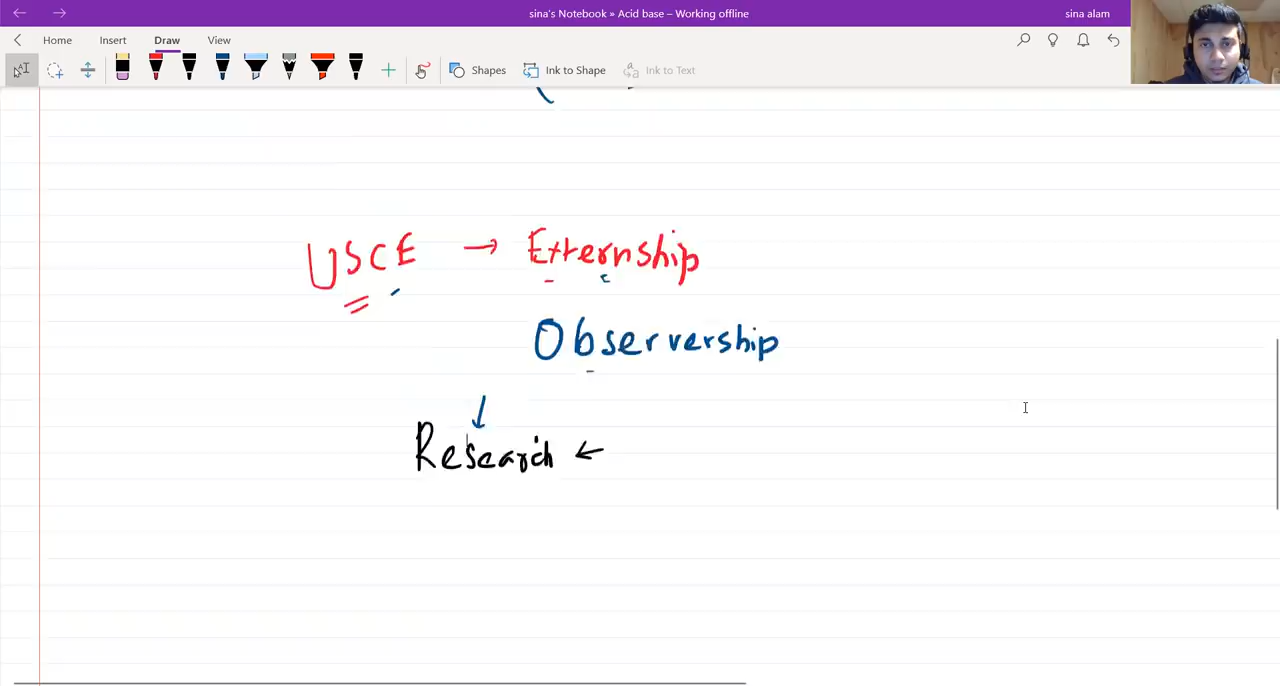 sina's Notebook » Acid base – Working offline
sina alam
Home Insert Draw View
Shapes Ink to Shape Ink to Text
USCE → Externship
Observership
↓
Research ←